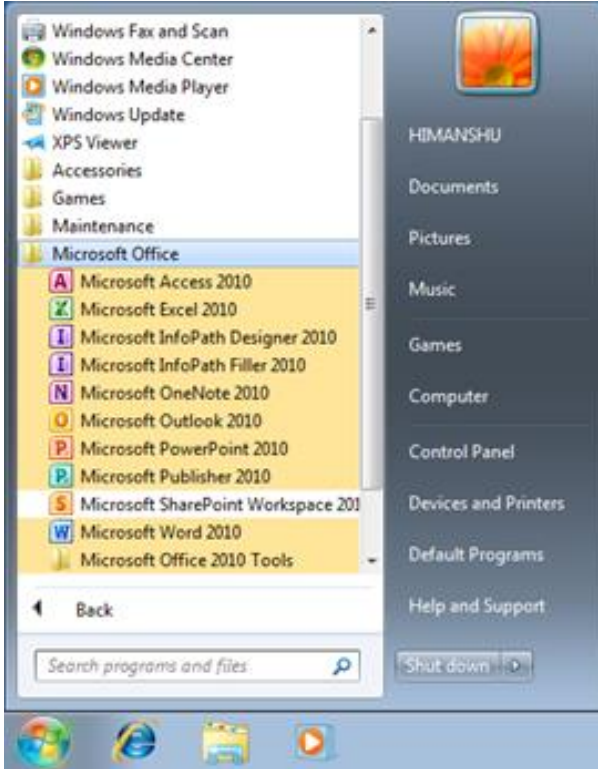 Windows Fax and Scan
Windows Media Center
Windows Media Player
Windows Update
XPS Viewer
Accessories
Games
Maintenance
Microsoft Office
A Microsoft Access 2010
X Microsoft Excel 2010
I Microsoft InfoPath Designer 2010
I Microsoft InfoPath Filler 2010
N Microsoft OneNote 2010
O Microsoft Outlook 2010
P Microsoft PowerPoint 2010
P Microsoft Publisher 2010
S Microsoft SharePoint Workspace 201
W Microsoft Word 2010
Microsoft Office 2010 Tools
Back
Search programs and files
HIMANSHU
Documents
Pictures
Music
Games
Computer
Control Panel
Devices and Printers
Default Programs
Help and Support
Shut down